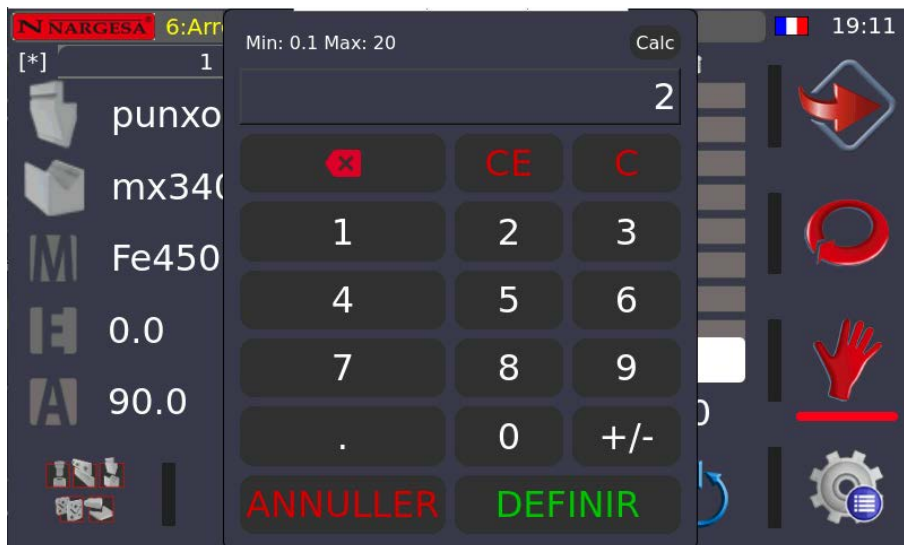 NARGESA 6:Arr
19:11
[*] 1
Min: 0.1 Max: 20 Calc
2
punxo
mx340
Fe450
M
E 0.0
A 90.0
CE C
1 2 3
4 5 6
7 8 9
. 0 +/-
ANNULLER DEFINIR